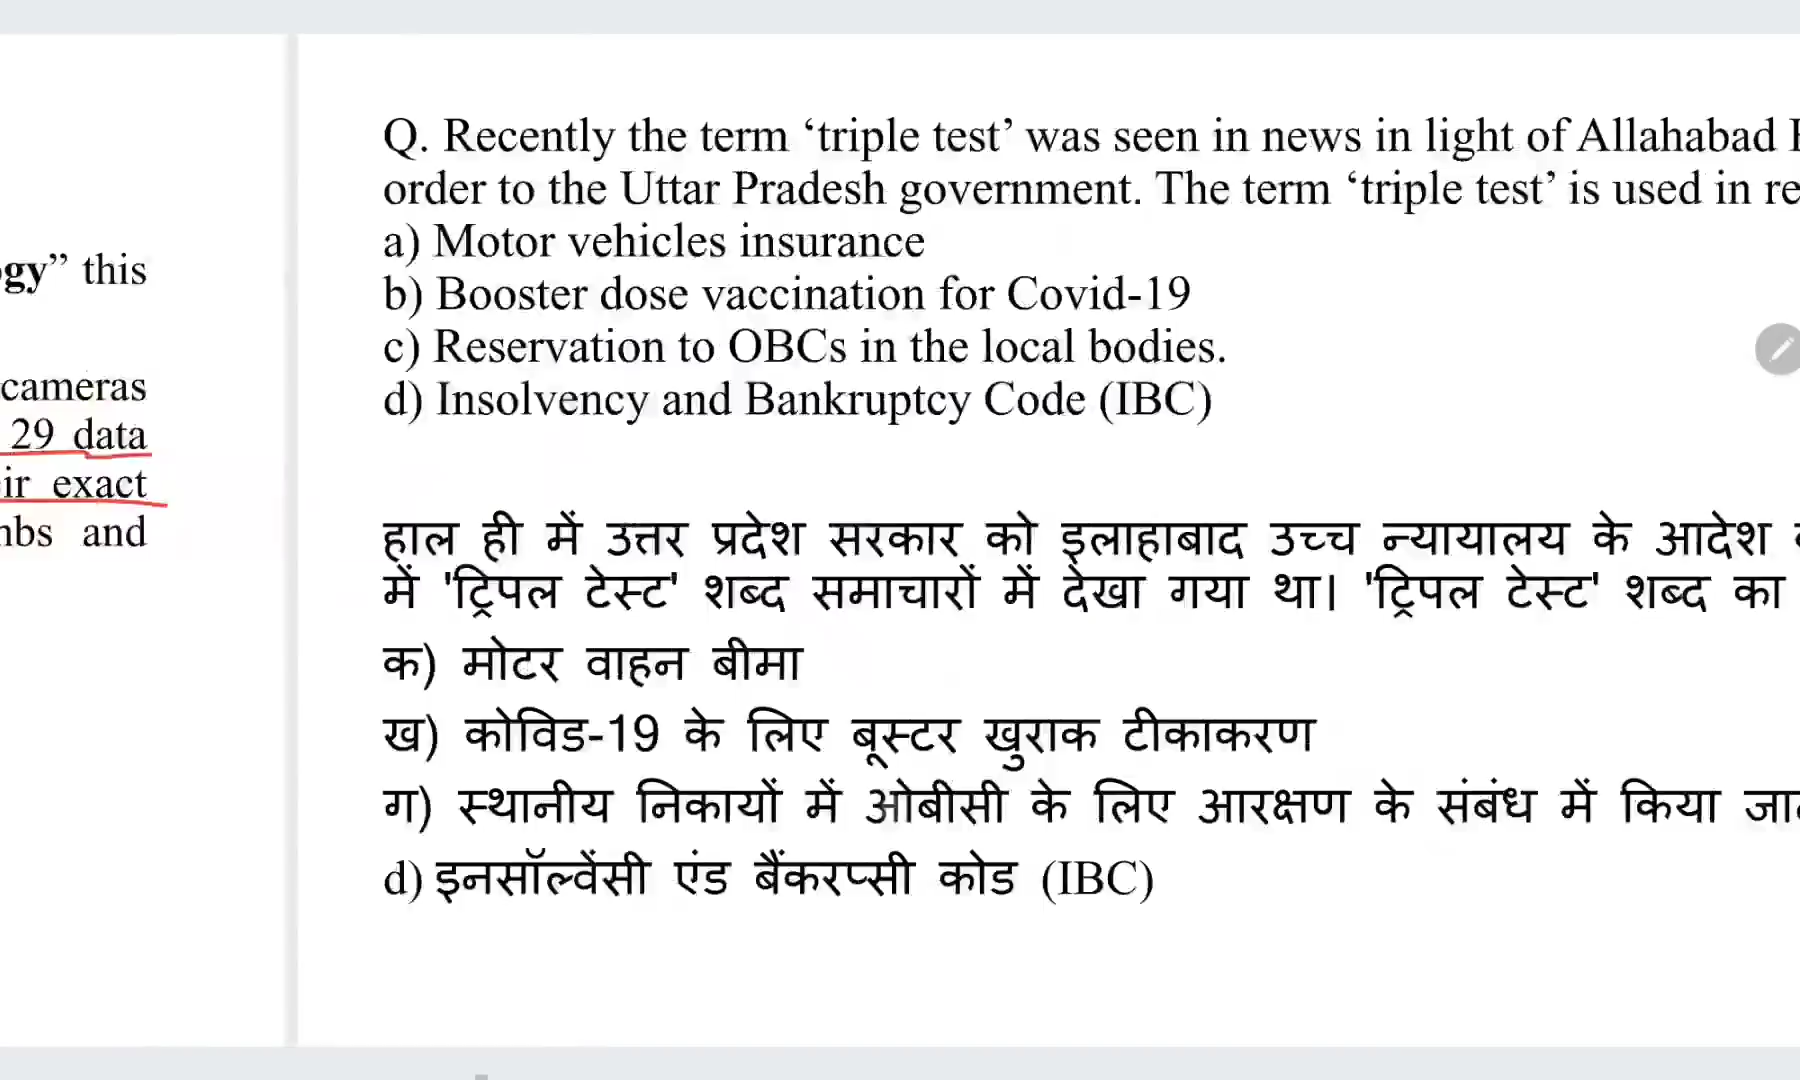 gy” this
cameras
29 data
ir exact
and
Q. Recently the term ‘triple test’ was seen in news in light of Allahabad
order to the Uttar Pradesh government. The term ‘triple test’ is used in re
a) Motor vehicles insurance
b) Booster dose vaccination for Covid-19
c) Reservation to OBCs in the local bodies.
d) Insolvency and Bankruptcy Code (IBC)
हाल ही में उत्तर प्रदेश सरकार को इलाहाबाद उच्च न्यायालय के आदेश
में 'ट्रिपल टेस्ट' शब्द समाचारों में देखा गया था। 'ट्रिपल टेस्ट' शब्द का
क) मोटर वाहन बीमा
ख) कोविड-19 के लिए बूस्टर खुराक टीकाकरण
ग) स्थानीय निकायों में ओबीसी के लिए आरक्षण के संबंध में किया
d) इनसॉल्वेंसी एंड बैंकरप्सी कोड (IBC)